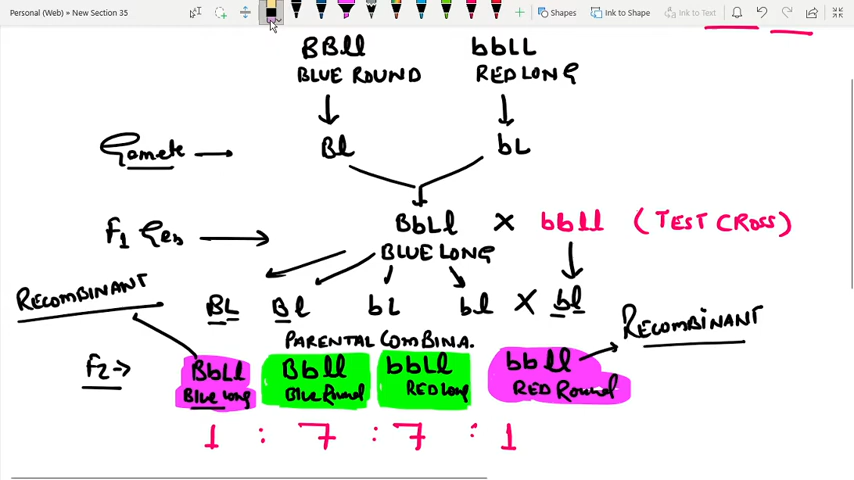 Personal (Web) » New Section 35
Shapes
Ink to Shape
Ink to Text
BBll bbLL
BLUE ROUND RED LONG
Gamete → Bl bL
F1 Gen → BbLl × bbll (TEST CROSS)
BLUE LONG
RECOMBINANT
BL Bl bL bl × bl
RECOMBINANT
PARENTAL COMBINA.
F2→ BbLl Bbll bbLl bbll
Blue long Blue Round RED Long RED Round
1 : 7 : 7 : 1